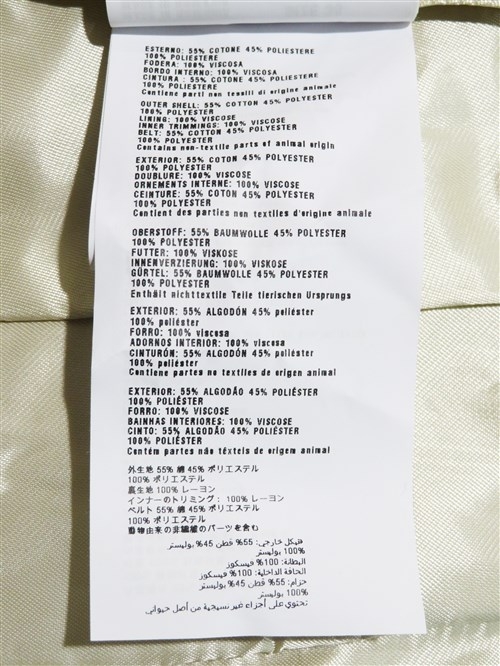 ESTERNO: 55% COTONE 45% POLIESTERE
100% POLIESTERE
FODERA: 100% VISCOSA
BORDO INTERNO: 100% VISCOSA
CINTURA : 55% COTONE 45% POLIESTERE
100% POLIESTERE
Contiene parti non tessili di origine animale
OUTER SHELL: 55% COTTON 45% POLYESTER
100% POLYESTER
LINING: 100% VISCOSE
INNER TRIMMINGS: 100% VISCOSE
BELT: 55% COTTON 45% POLYESTER
100% POLYESTER
Contains non-textile parts of animal origin
EXTERIOR: 55% COTON 45% POLYESTER
100% POLYESTER
DOUBLURE: 100% VISCOSE
ORNEMENTS INTERNE: 100% VISCOSE
CEINTURE: 55% COTON 45% POLYESTER
100% POLYESTER
Contient des parties non textiles d'origine animale
OBERSTOFF: 55% BAUMWOLLE 45% POLYESTER
100% POLYESTER
FUTTER: 100% VISKOSE
INNENVERZIERUNG: 100% VISKOSE
GÜRTEL: 55% BAUMWOLLE 45% POLYESTER
100% POLYESTER
Enthält nichttextile Teile tierischen Ursprungs
EXTERIOR: 55% ALGODÓN 45% poliéster
100% poliéster
FORRO: 100% viscosa
ADORNOS INTERIOR: 100% viscosa
CINTURÓN: 55% ALGODÓN 45% poliéster
100% poliéster
Contiene partes no textiles de origen animal
EXTERIOR: 55% ALGODÃO 45% POLIÉSTER
100% POLIÉSTER
FORRO: 100% VISCOSE
BAINHAS INTERIORES: 100% VISCOSE
CINTO: 55% ALGODÃO 45% POLIÉSTER
100% POLIÉSTER
Contém partes não têxteis de origem animal
外生地 55% 綿 45% ポリエステル
100% ポリエステル
裏生地 100% レーヨン
インナーのトリミング： 100% レーヨン
ベルト 55% 綿 45% ポリエステル
100% ポリエステル
動物由来の非繊維のパーツを含む
هيكل خارجي: 55% قطن 45% بوليستر
100% بوليستر
البطانة: 100% فيسكوز
الحافة الداخلية: 100% فيسكوز
حزام: 55% قطن 45% بوليستر
100% بوليستر
تحتوي على أجزاء غير نسيجية من أصل حيواني